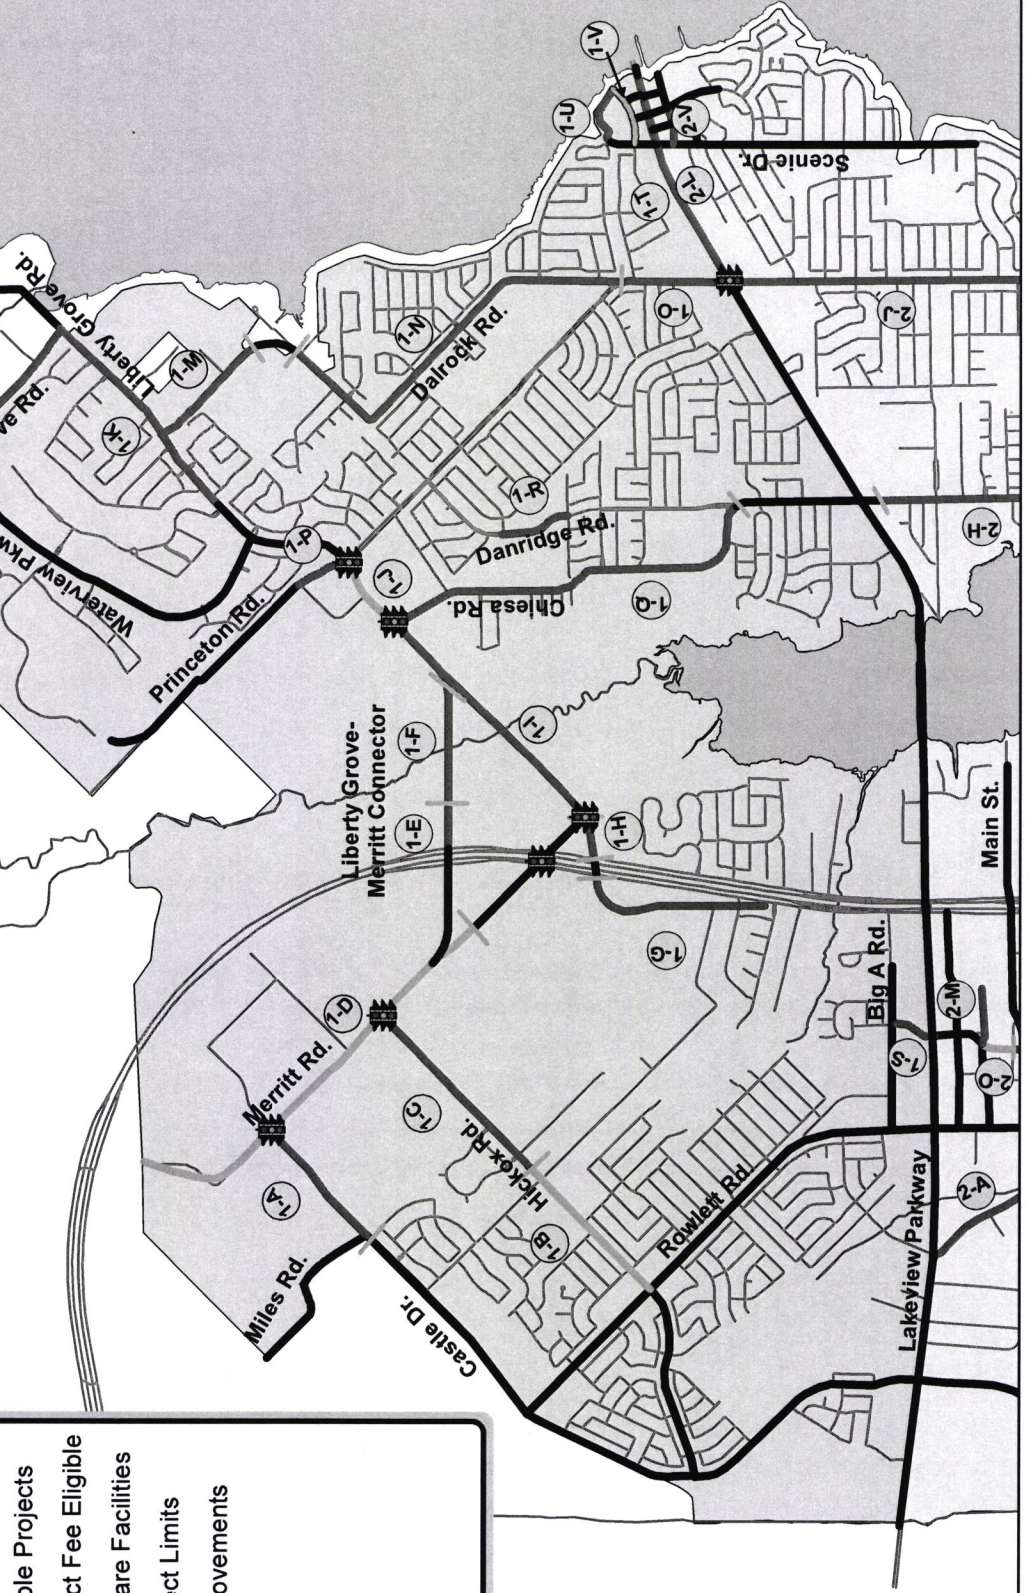 ble Projects
ct Fee Eligible
are Facilities
ct Limits
ovements
Liberty Grove Rd.
ve Rd.
Waterview Pkw
Princeton Rd.
Dalrock Rd.
Danridge Rd.
Chiesa Rd.
Scenic Dr.
Liberty Grove-
Merritt Connector
Merritt Rd.
Miles Rd.
Castle Dr.
Hickox Rd.
Rowlett Rd.
Big A Rd.
Main St.
Lakeview Parkway
1-V
1-U
2-V
1-T
2-L
1-O
2-J
1-N
1-M
1-K
1-R
1-P
1-J
1-Q
2-H
1-F
1-I
1-E
1-H
1-G
1-D
1-C
1-A
1-B
1-S
2-M
2-O
2-A